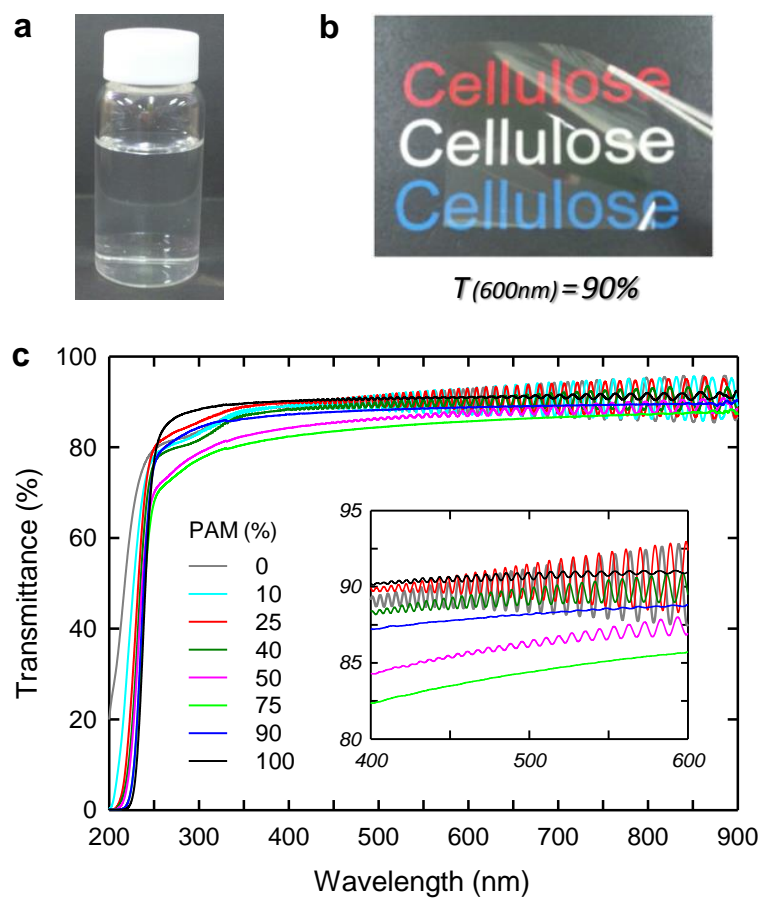 a
b
Cellulose
Cellulose
Cellulose
T(600nm)=90%
c
100
80
60
40
20
0
Transmittance (%)
PAM (%)
0
10
25
40
50
75
90
100
95
90
85
80
400 500 600
200 300 400 500 600 700 800 900
Wavelength (nm)